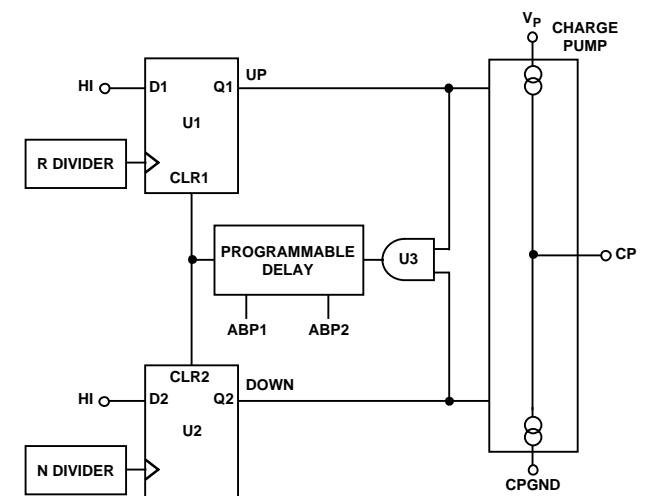 VP
CHARGE
PUMP
HI
D1
Q1
UP
U1
R DIVIDER
CLR1
PROGRAMMABLE
DELAY
U3
CP
ABP1
ABP2
CLR2
DOWN
HI
D2
Q2
U2
N DIVIDER
CPGND